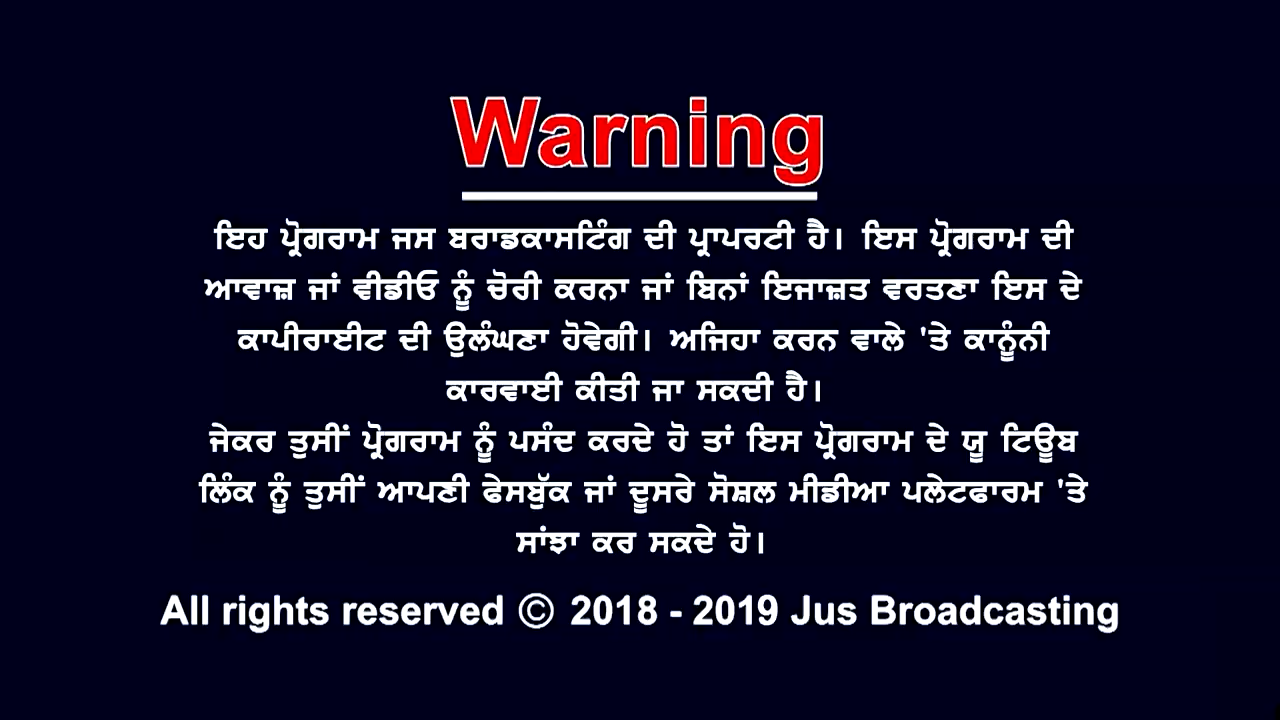 Warning
ਇਹ ਪ੍ਰੋਗਰਾਮ ਜਸ ਬਰਾਡਕਾਸਟਿੰਗ ਦੀ ਪ੍ਰਾਪਰਟੀ ਹੈ। ਇਸ ਪ੍ਰੋਗਰਾਮ ਦੀ
ਆਵਾਜ਼ ਜਾਂ ਵੀਡੀਓ ਨੂੰ ਚੋਰੀ ਕਰਨਾ ਜਾਂ ਬਿਨਾਂ ਇਜਾਜ਼ਤ ਵਰਤਣਾ ਇਸ ਦੇ
ਕਾਪੀਰਾਈਟ ਦੀ ਉਲੰਘਣਾ ਹੋਵੇਗੀ। ਅਜਿਹਾ ਕਰਨ ਵਾਲੇ 'ਤੇ ਕਾਨੂੰਨੀ
ਕਾਰਵਾਈ ਕੀਤੀ ਜਾ ਸਕਦੀ ਹੈ।
ਜੇਕਰ ਤੁਸੀਂ ਪ੍ਰੋਗਰਾਮ ਨੂੰ ਪਸੰਦ ਕਰਦੇ ਹੋ ਤਾਂ ਇਸ ਪ੍ਰੋਗਰਾਮ ਦੇ ਯੂ ਟਿਊਬ
ਲਿੰਕ ਨੂੰ ਤੁਸੀਂ ਆਪਣੀ ਫੇਸਬੁੱਕ ਜਾਂ ਦੂਸਰੇ ਸੋਸ਼ਲ ਮੀਡੀਆ ਪਲੇਟਫਾਰਮ 'ਤੇ
ਸਾਂਝਾ ਕਰ ਸਕਦੇ ਹੋ।
All rights reserved © 2018 - 2019 Jus Broadcasting